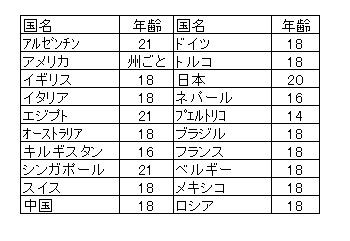 国名 年齢 国名 年齢
ｱﾙｾﾞﾝﾁﾝ 21 ドイツ 18
アメリカ 州ごと トルコ 18
イギリス 18 日本 20
イタリア 18 ネパール 16
エジプト 21 ﾌﾟｴﾙﾄﾘｺ 14
ｵｰｽﾄﾗﾘｱ 18 ブラジル 18
キルギスタン 16 フランス 18
シンガポール 21 ベルギー 18
スイス 18 メキシコ 18
中国 18 ロシア 18